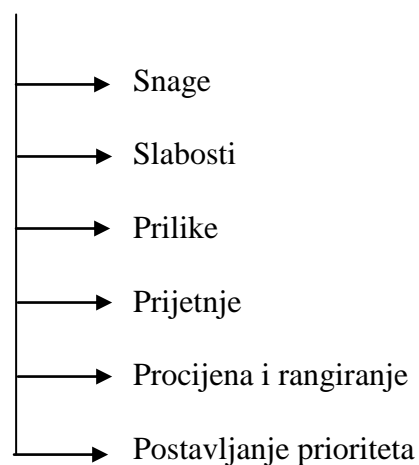 Snage
Slabosti
Prilike
Prijetnje
Procijena i rangiranje
Postavljanje prioriteta